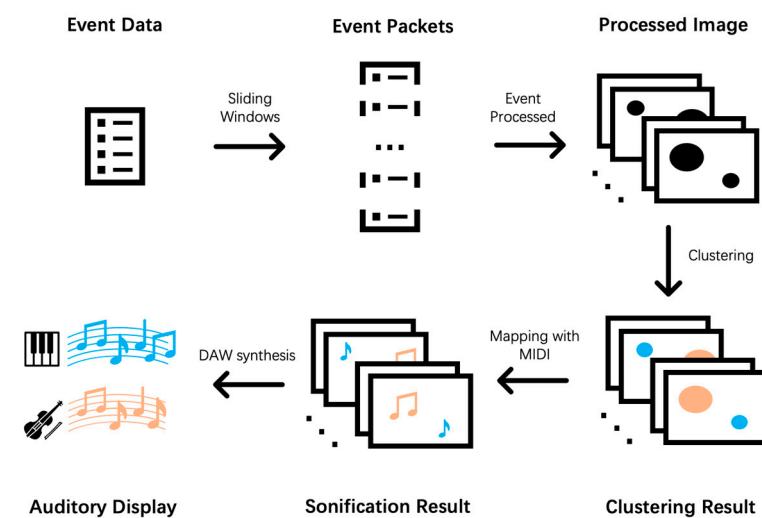 Event Data
Event Packets
Processed Image
Sliding
Windows
Event
Processed
Clustering
Mapping with
MIDI
DAW synthesis
Auditory Display
Sonification Result
Clustering Result